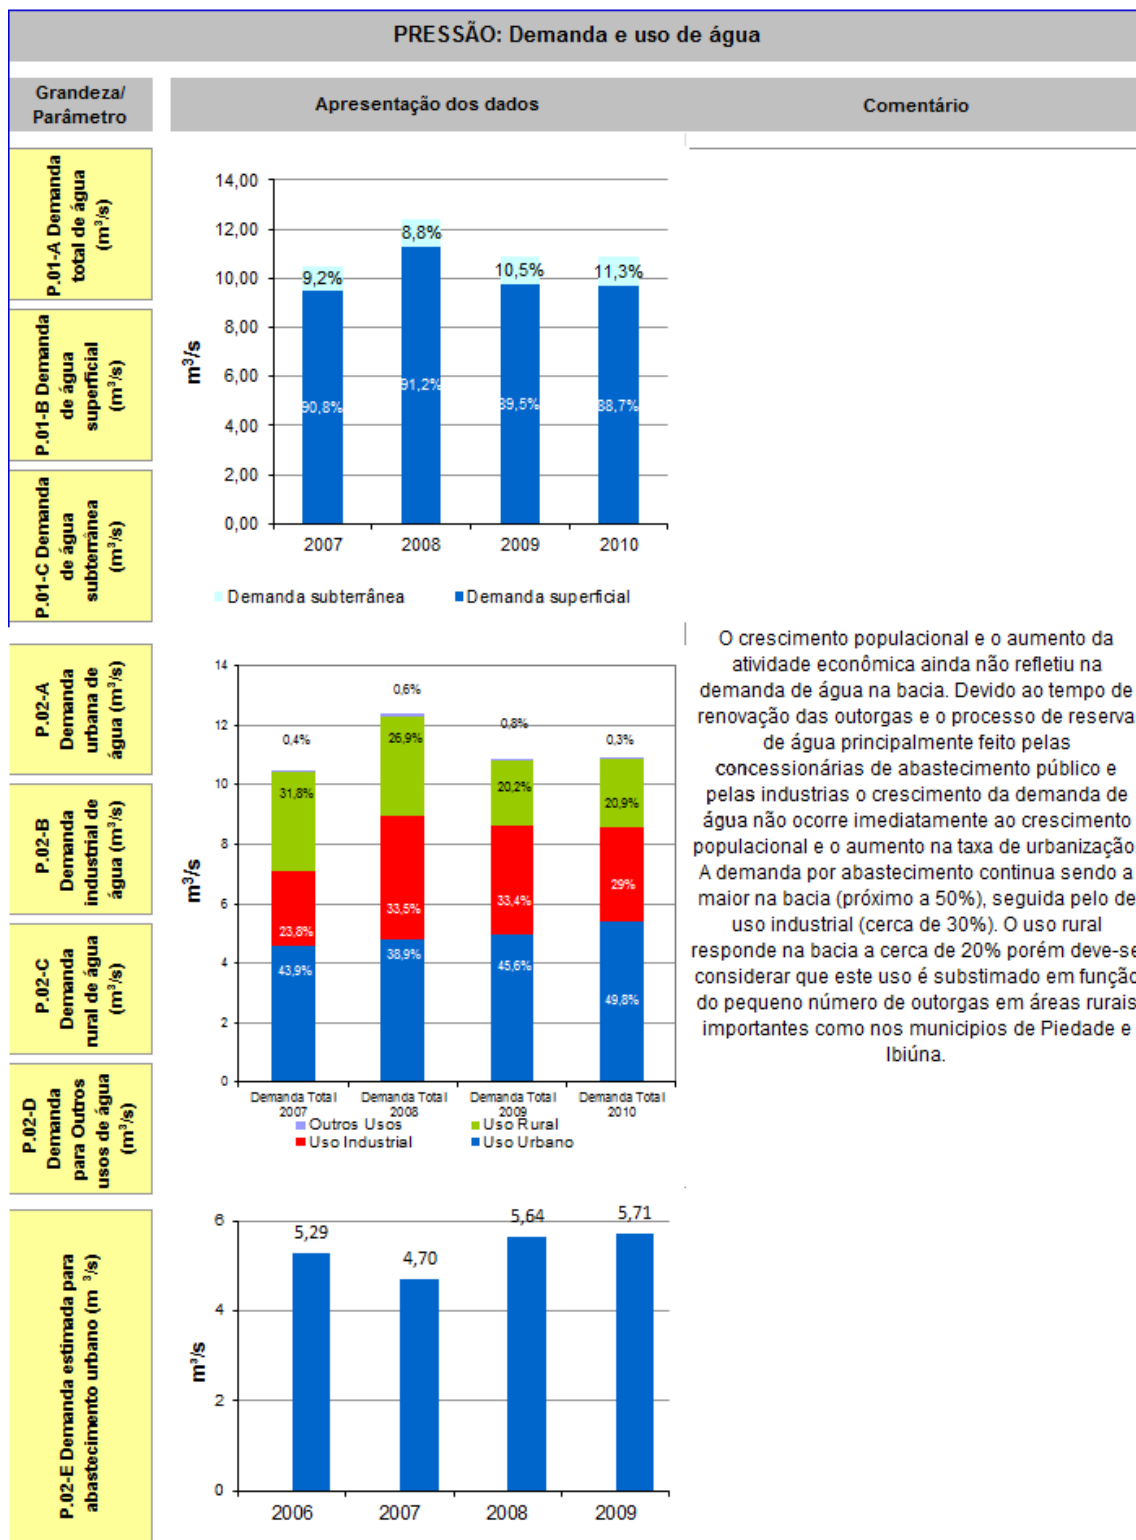 PRESSÃO: Demanda e uso de água
Grandeza/
Parâmetro
Apresentação dos dados
Comentário
P.01-A Demanda
total de água
(m³/s)
P.01-B Demanda
de água
superficial
(m³/s)
P.01-C Demanda
de água
subterrânea
(m³/s)
14,00
12,00
10,00
8,00
6,00
4,00
2,00
0,00
m³/s
9,2%
8,8%
10,5%
11,3%
90,8%
91,2%
89,5%
88,7%
2007
2008
2009
2010
Demanda subterrânea
Demanda superficial
P.02-A
Demanda
urbana de
água (m³/s)
P.02-B
Demanda
industrial de
água (m³/s)
P.02-C
Demanda
rural de água
(m³/s)
P.02-D
Demanda
para Outros
usos de água
(m³/s)
14
12
10
8
6
4
2
0
m³/s
0,4%
0,6%
0,8%
0,3%
31,8%
26,9%
20,2%
20,9%
23,8%
33,5%
33,4%
29%
43,9%
38,9%
45,6%
49,8%
Demanda Total
2007
Demanda Total
2008
Demanda Total
2009
Demanda Total
2010
Outros Usos
Uso Rural
Uso Industrial
Uso Urbano
O crescimento populacional e o aumento da
atividade econômica ainda não refletiu na
demanda de água na bacia. Devido ao tempo de
renovação das outorgas e o processo de reserva
de água principalmente feito pelas
concessionárias de abastecimento público e
pelas industrias o crescimento da demanda de
água não ocorre imediatamente ao crescimento
populacional e o aumento na taxa de urbanização
A demanda por abastecimento continua sendo a
maior na bacia (próximo a 50%), seguida pelo de
uso industrial (cerca de 30%). O uso rural
responde na bacia a cerca de 20% porém deve-se
considerar que este uso é substimado em função
do pequeno número de outorgas em áreas rurais
importantes como nos municipios de Piedade e
Ibiúna.
P.02-E Demanda estimada para
abastecimento urbano (m ³/s)
6
4
2
0
m³/s
5,29
4,70
5,64
5,71
2006
2007
2008
2009